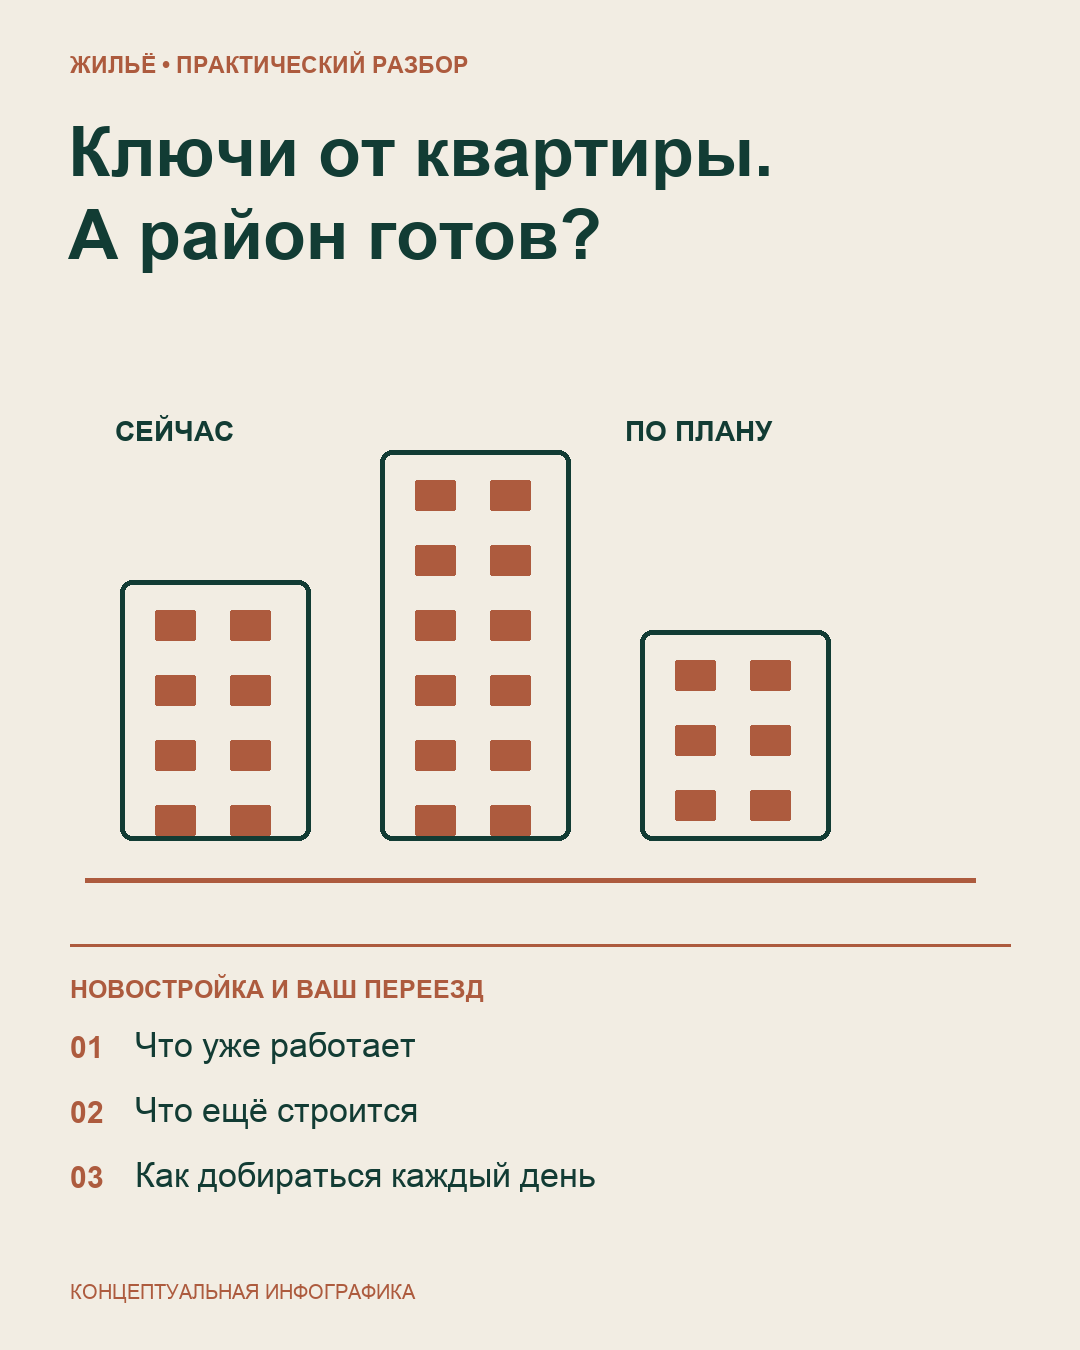 ЖИЛЬЁ • ПРАКТИЧЕСКИЙ РАЗБОР
Ключи от квартиры.
А район готов?
СЕЙЧАС
ПО ПЛАНУ
НОВОСТРОЙКА И ВАШ ПЕРЕЕЗД
01 Что уже работает
02 Что ещё строится
03 Как добираться каждый день
КОНЦЕПТУАЛЬНАЯ ИНФОГРАФИКА